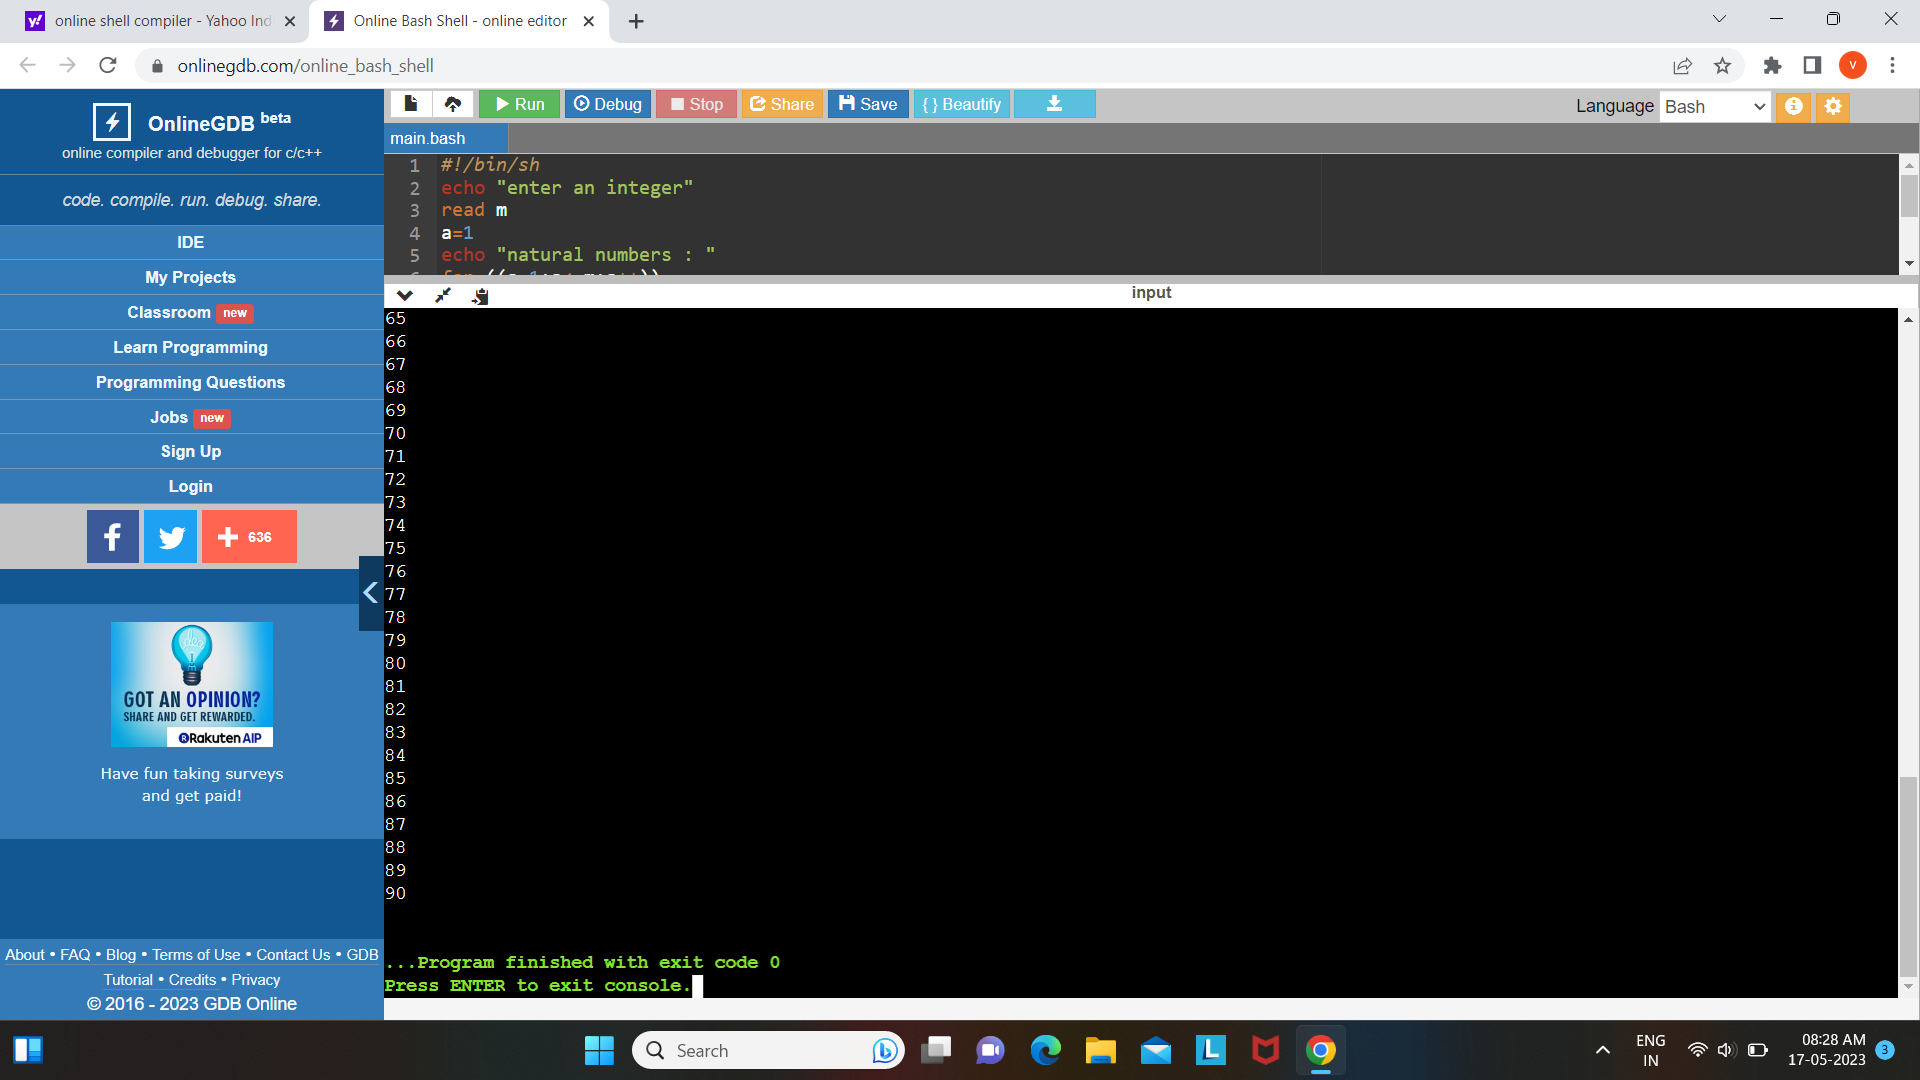 online shell compiler - Yahoo Ind
Online Bash Shell - online editor
onlinegdb.com/online_bash_shell
V
OnlineGDB beta
online compiler and debugger for c/c++
code. compile. run. debug. share.
IDE
My Projects
Classroom new
Learn Programming
Programming Questions
Jobs new
Sign Up
Login
636
idea
GOT AN OPINION?
SHARE AND GET REWARDED.
Rakuten AIP
Have fun taking surveys
and get paid!
About • FAQ • Blog • Terms of Use • Contact Us • GDB
Tutorial • Credits • Privacy
© 2016 - 2023 GDB Online
Run Debug Stop Share Save { } Beautify
Language Bash
main.bash
1 #!/bin/sh
2 echo "enter an integer"
3 read m
4 a=1
5 echo "natural numbers : "
input
65
66
67
68
69
70
71
72
73
74
75
76
77
78
79
80
81
82
83
84
85
86
87
88
89
90
...Program finished with exit code 0
Press ENTER to exit console.
Search
L
ENG
IN
08:28 AM
17-05-2023
3